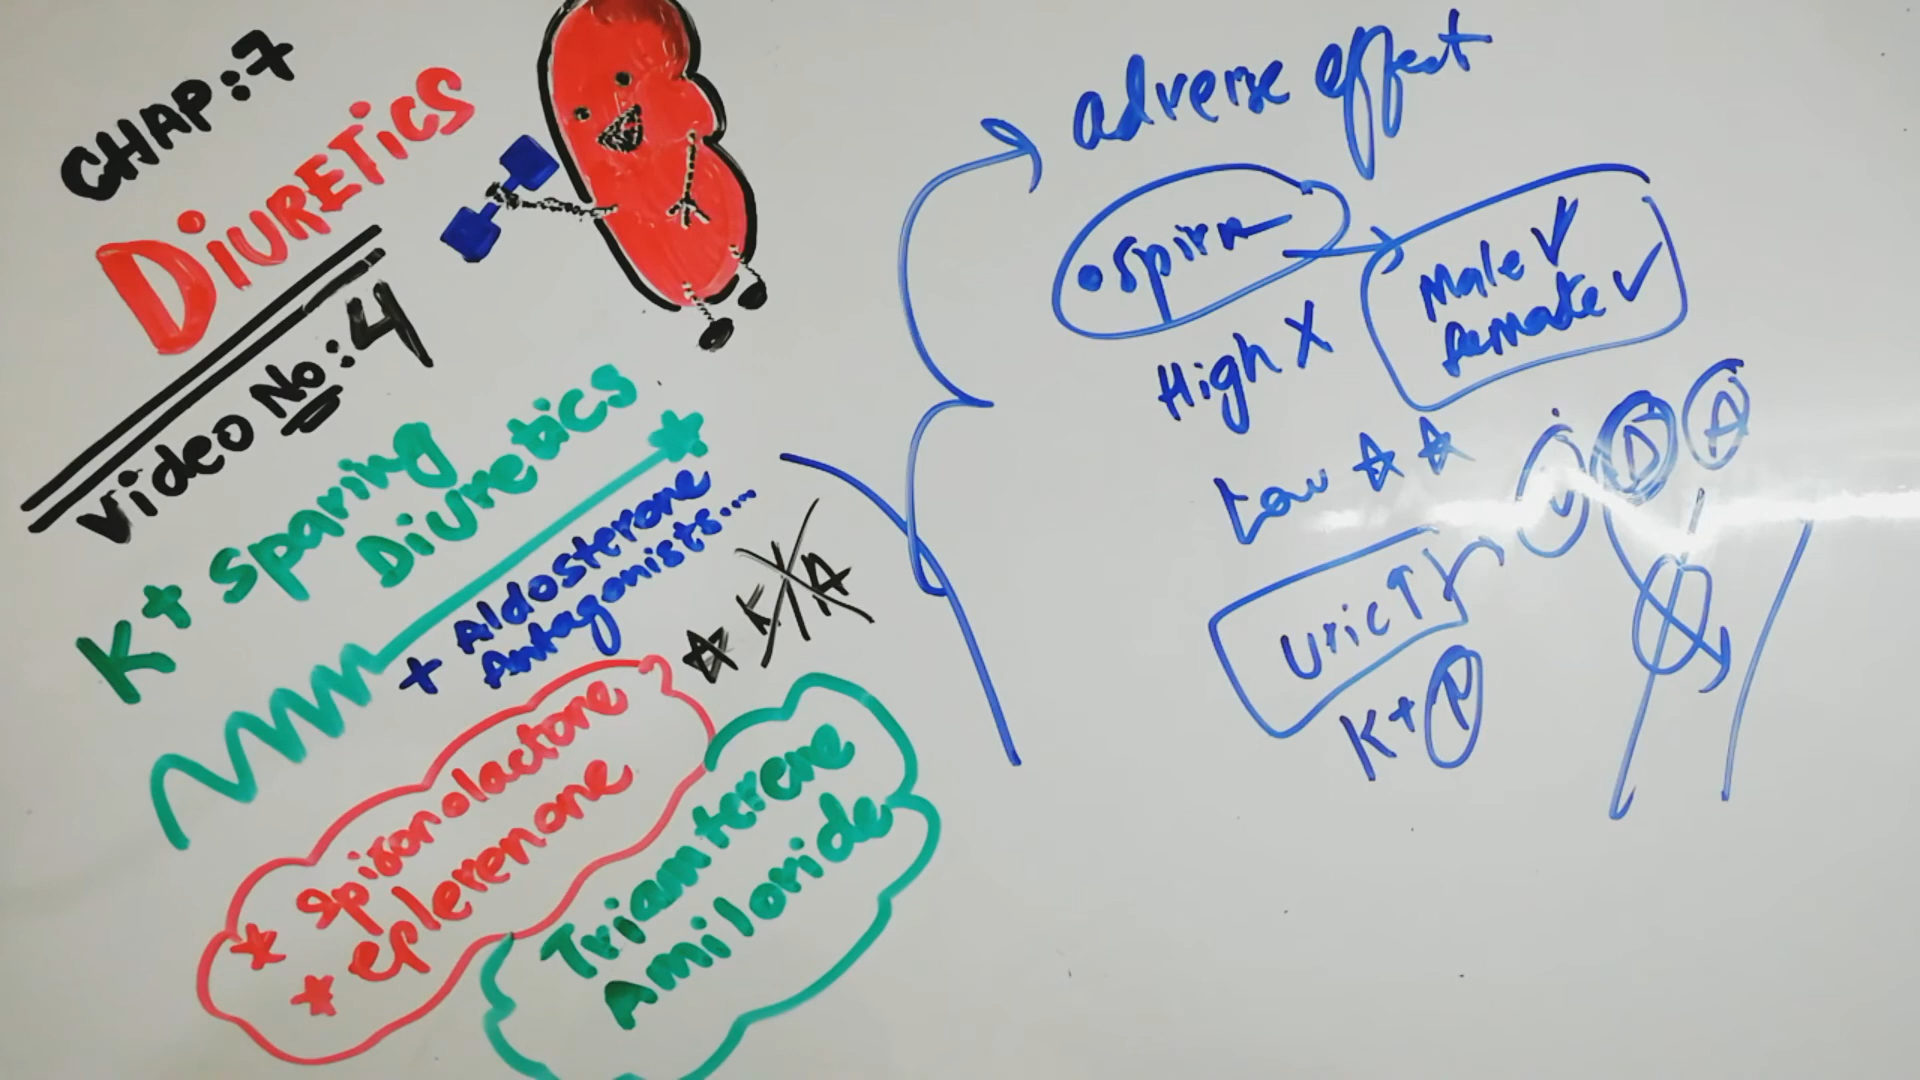 CHAP:7
DiURETiCS
Video No:4
K+ Sparing
Diuretics
+ Aldosterone
Antagonists....
Spironolactone
eplerenone
Triamterene
Amiloride
adverse effect
Male ✓
female ✓
High X
Low ☆ ☆
D A
Uric ↑
K+